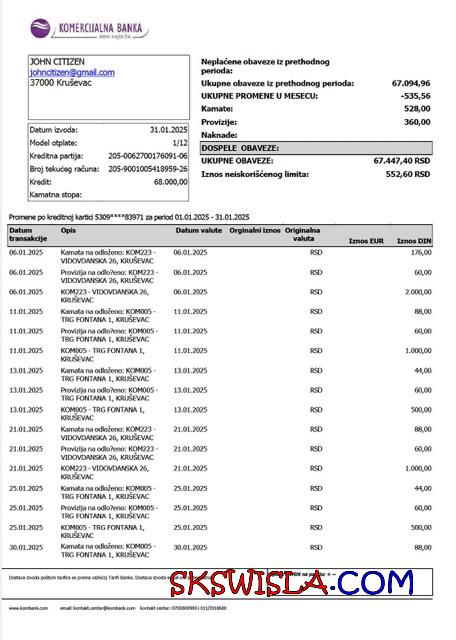 KOMERCIJALNA BANKA
JOHN CITIZEN
johncitizen@gmail.com
37000 Kruševac
Neplaćene obaveze iz prethodnog
perioda:
Ukupne obaveze iz prethodnog perioda: 67.094,96
UKUPNE PROMENE U MESECU: -535,56
Kamate: 528,00
Provizije: 360,00
Naknade:
DOSPELE OBAVEZE:
UKUPNE OBAVEZE: 67.447,40 RSD
Iznos neiskorišćenog limita: 552,60 RSD
Datum izvoda: 31.01.2025
Model otplate: 1/12
Kreditna partija: 205-0062700176091-06
Broj tekućeg računa: 205-9001005418959-26
Kredit: 68.000,00
Kamatna stopa:
Promene po kreditnoj kartici 5309****83971 za period 01.01.2025 - 31.01.2025
Datum transakcije Opis Datum valute Orginalni iznos Originalna valuta Iznos EUR Iznos DIN
06.01.2025 Kamata na odloženo: KOM223 - 06.01.2025 RSD 176,00
VIDOVDANSKA 26, KRUŠEVAC
06.01.2025 Provizija na odlo?eno: KOM223 - 06.01.2025 RSD 60,00
VIDOVDANSKA 26, KRUŠEVAC
06.01.2025 KOM223 - VIDOVDANSKA 26, 06.01.2025 RSD 2.000,00
KRUŠEVAC
11.01.2025 Kamata na odloženo: KOM005 - 11.01.2025 RSD 88,00
TRG FONTANA 1, KRUŠEVAC
11.01.2025 Provizija na odlo?eno: KOM005 - 11.01.2025 RSD 60,00
TRG FONTANA 1, KRUŠEVAC
11.01.2025 KOM005 - TRG FONTANA 1, 11.01.2025 RSD 1.000,00
KRUŠEVAC
13.01.2025 Kamata na odloženo: KOM005 - 13.01.2025 RSD 44,00
TRG FONTANA 1, KRUŠEVAC
13.01.2025 Provizija na odlo?eno: KOM005 - 13.01.2025 RSD 60,00
TRG FONTANA 1, KRUŠEVAC
13.01.2025 KOM005 - TRG FONTANA 1, 13.01.2025 RSD 500,00
KRUŠEVAC
21.01.2025 Kamata na odloženo: KOM223 - 21.01.2025 RSD 88,00
VIDOVDANSKA 26, KRUŠEVAC
21.01.2025 Provizija na odlo?eno: KOM223 - 21.01.2025 RSD 60,00
VIDOVDANSKA 26, KRUŠEVAC
21.01.2025 KOM223 - VIDOVDANSKA 26, 21.01.2025 RSD 1.000,00
KRUŠEVAC
25.01.2025 Kamata na odloženo: KOM005 - 25.01.2025 RSD 44,00
TRG FONTANA 1, KRUŠEVAC
25.01.2025 Provizija na odlo?eno: KOM005 - 25.01.2025 RSD 60,00
TRG FONTANA 1, KRUŠEVAC
25.01.2025 KOM005 - TRG FONTANA 1, 25.01.2025 RSD 500,00
KRUŠEVAC
30.01.2025 Kamata na odloženo: KOM005 - 30.01.2025 RSD 88,00
TRG FONTANA 1, KRUŠEVAC
Dostava izvoda poštom tarifira se prema važećoj Tarifi Banke. Dostava izvoda
SKSWISLA.COM
www.kombank.com email: kontakt.centar@kombank.com kontakt centar: 0700800900 i 011/2018600